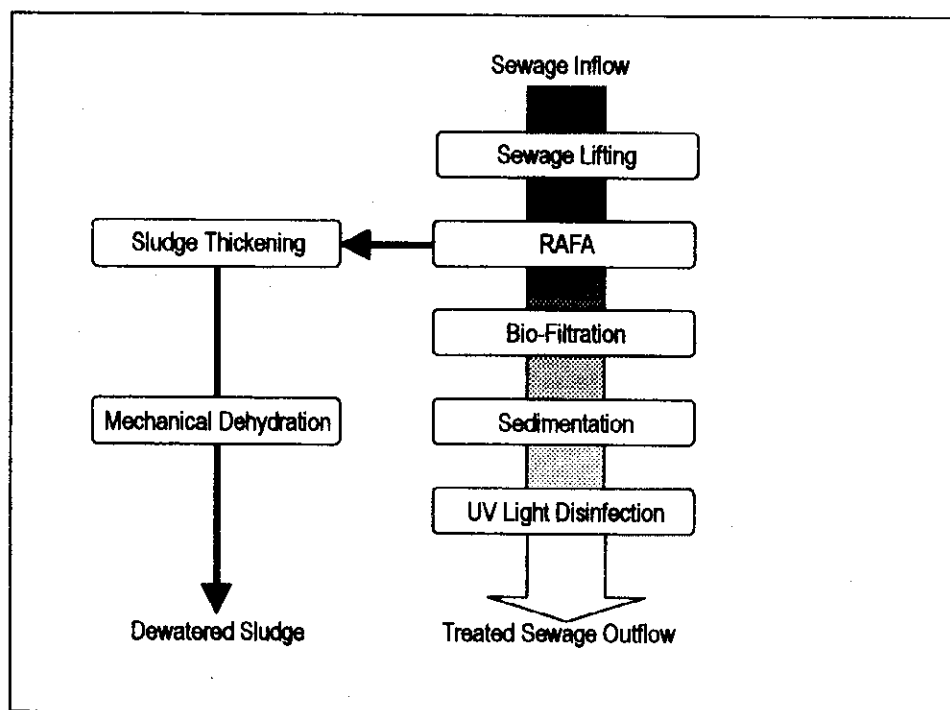 Sewage Inflow
Sewage Lifting
Sludge Thickening
RAFA
Bio-Filtration
Mechanical Dehydration
Sedimentation
UV Light Disinfection
Dewatered Sludge
Treated Sewage Outflow